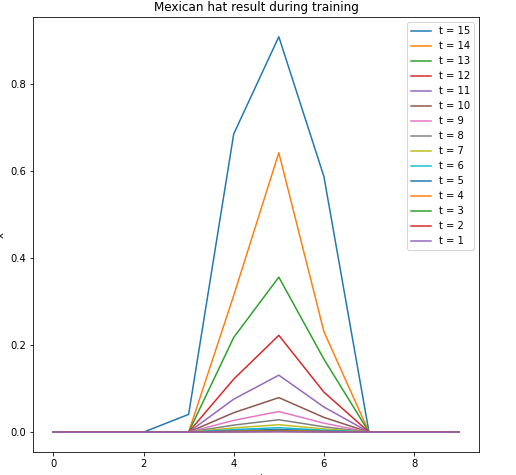 Mexican hat result during training
t = 15
t = 14
t = 13
t = 12
t = 11
t = 10
t = 9
t = 8
t = 7
t = 6
t = 5
t = 4
t = 3
t = 2
t = 1
0.8
0.6
0.4
0.2
0.0
0 2 4 6 8